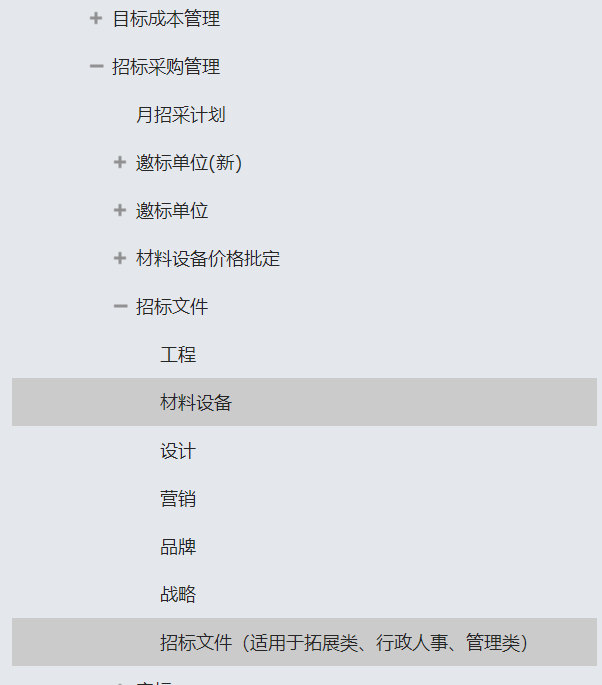 目标成本管理
招标采购管理
月招采计划
邀标单位(新)
邀标单位
材料设备价格批定
招标文件
工程
材料设备
设计
营销
品牌
战略
招标文件（适用于拓展类、行政人事、管理类）